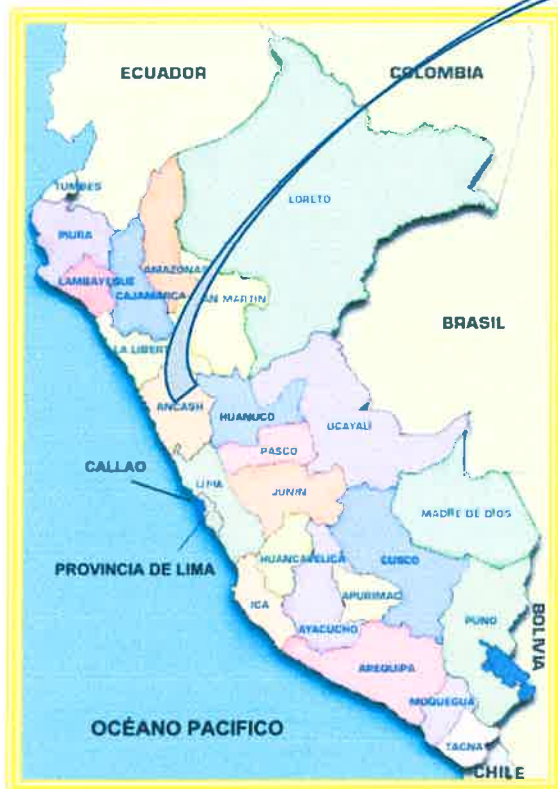 ECUADOR
COLOMBIA
TUMBES
LORETO
PIURA
AMAZONAS
LAMBAYEQUE
CAJAMARCA
SAN MARTIN
BRASIL
LA LIBERT
ANCASH
HUANUCO
UCAYALI
PASCO
CALLAO
LIMA
JUNIN
MADRE DE DIOS
HUANCAVELICA
CUSCO
PROVINCIA DE LIMA
ICA
APURIMAC
PUNO
BOLIVIA
AYACUCHO
AREQUIPA
MOQUEGUA
OCÉANO PACIFICO
TACNA
CHILE